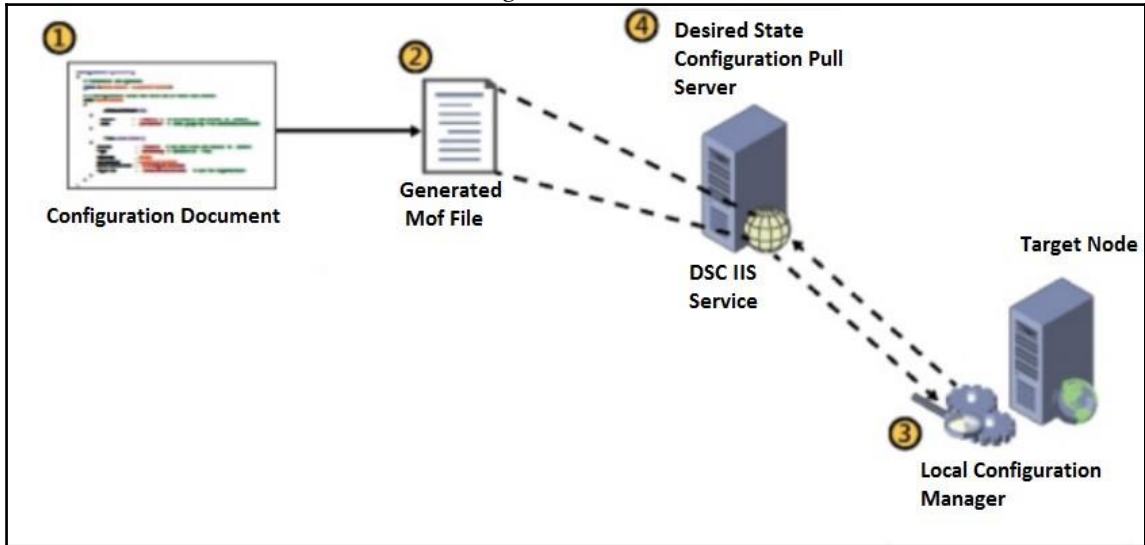 1
Configuration Document
2
Generated
Mof File
4
Desired State
Configuration Pull
Server
DSC IIS
Service
Target Node
3
Local Configuration
Manager